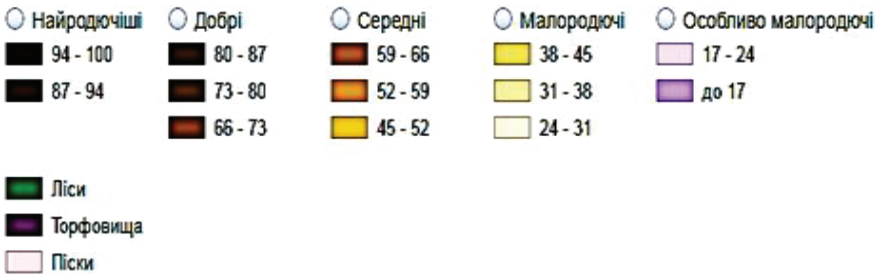 Найродючіші Добрі Середні Малородючі Особливо малородючі
94 - 100 80 - 87 59 - 66 38 - 45 17 - 24
87 - 94 73 - 80 52 - 59 31 - 38 до 17
66 - 73 45 - 52 24 - 31
Ліси
Торфовища
Піски